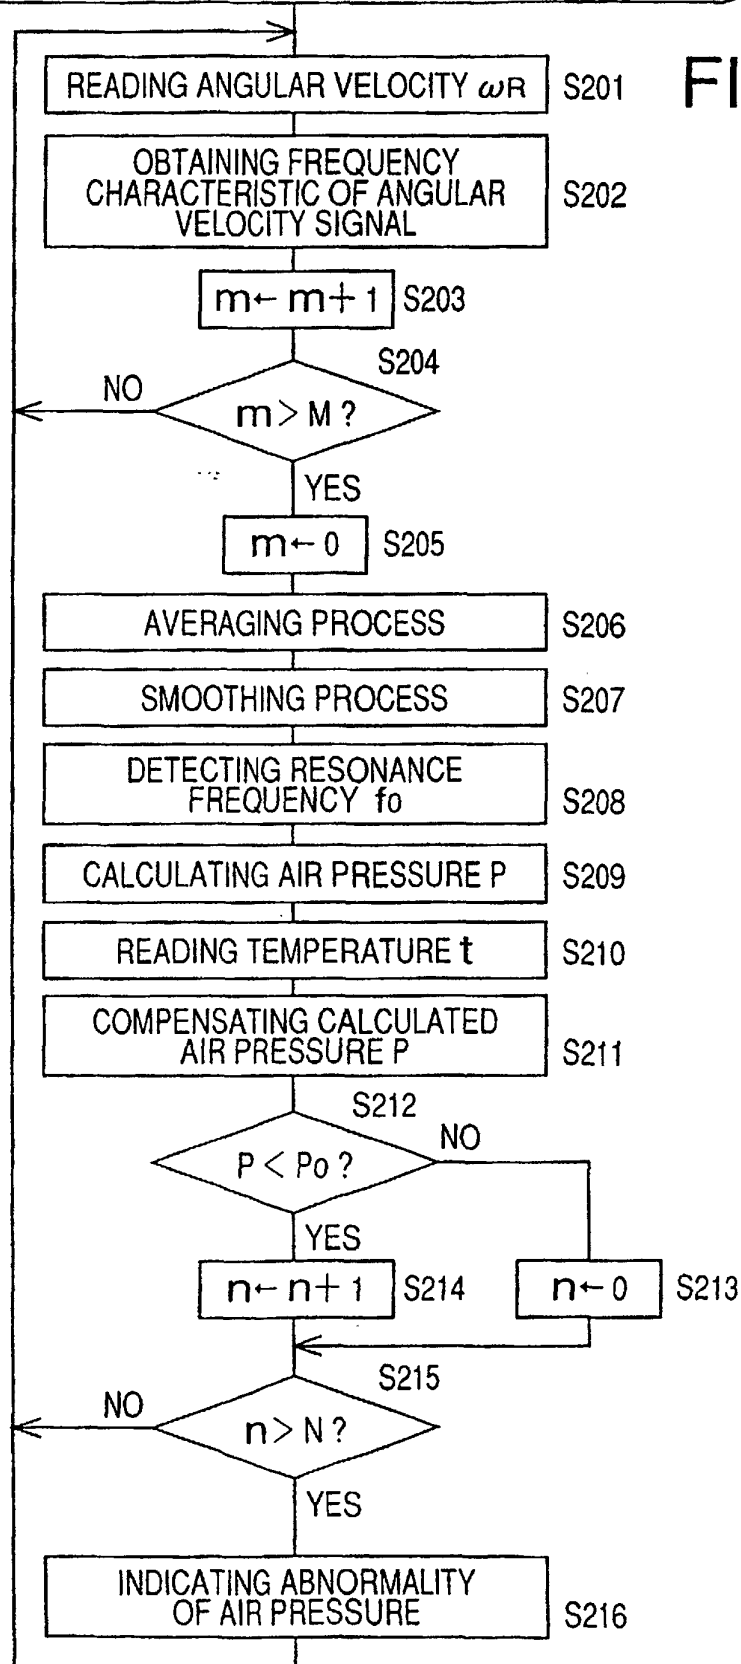 FI
READING ANGULAR VELOCITY ωR S201
OBTAINING FREQUENCY
CHARACTERISTIC OF ANGULAR
VELOCITY SIGNAL
S202
m← m+1 S203
S204
NO
m> M ?
YES
m←0 S205
AVERAGING PROCESS S206
SMOOTHING PROCESS S207
DETECTING RESONANCE
FREQUENCY fo
S208
CALCULATING AIR PRESSURE P S209
READING TEMPERATURE t S210
COMPENSATING CALCULATED
AIR PRESSURE P
S211
S212
NO
P < Po ?
YES
n← n+1 S214
n←0 S213
S215
NO
n> N ?
YES
INDICATING ABNORMALITY
OF AIR PRESSURE
S216